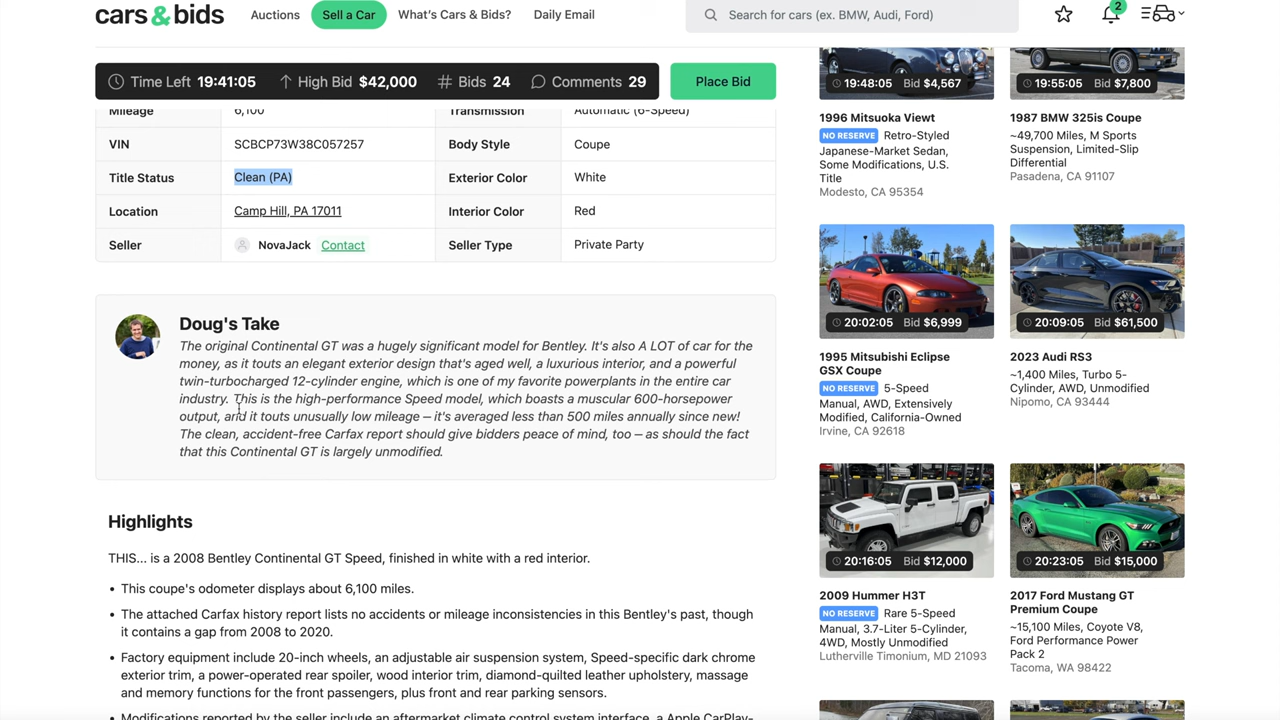 cars & bids
Auctions
Sell a Car
What's Cars & Bids?
Daily Email
Search for cars (ex. BMW, Audi, Ford)
2
Time Left 19:41:05 High Bid $42,000 # Bids 24 Comments 29
Place Bid
Mileage 6,100 Transmission Automatic (6-Speed)
VIN SCBCP73W38C057257 Body Style Coupe
Title Status Clean (PA) Exterior Color White
Location Camp Hill, PA 17011 Interior Color Red
Seller NovaJack Contact Seller Type Private Party
Doug's Take
The original Continental GT was a hugely significant model for Bentley. It's also A LOT of car for the
money, as it touts an elegant exterior design that's aged well, a luxurious interior, and a powerful
twin-turbocharged 12-cylinder engine, which is one of my favorite powerplants in the entire car
industry. This is the high-performance Speed model, which boasts a muscular 600-horsepower
output, and it touts unusually low mileage – it's averaged less than 500 miles annually since new!
The clean, accident-free Carfax report should give bidders peace of mind, too – as should the fact
that this Continental GT is largely unmodified.
Highlights
THIS... is a 2008 Bentley Continental GT Speed, finished in white with a red interior.
• This coupe's odometer displays about 6,100 miles.
• The attached Carfax history report lists no accidents or mileage inconsistencies in this Bentley's past, though
it contains a gap from 2008 to 2020.
• Factory equipment include 20-inch wheels, an adjustable air suspension system, Speed-specific dark chrome
exterior trim, a power-operated rear spoiler, wood interior trim, diamond-quilted leather upholstery, massage
and memory functions for the front passengers, plus front and rear parking sensors.
• Modifications reported by the seller include an aftermarket climate control system interface, a Apple CarPlay-
19:48:05 Bid $4,567
1996 Mitsuoka Viewt
NO RESERVE Retro-Styled
Japanese-Market Sedan,
Some Modifications, U.S.
Title
Modesto, CA 95354
19:55:05 Bid $7,800
1987 BMW 325is Coupe
~49,700 Miles, M Sports
Suspension, Limited-Slip
Differential
Pasadena, CA 91107
20:02:05 Bid $6,999
1995 Mitsubishi Eclipse
GSX Coupe
NO RESERVE 5-Speed
Manual, AWD, Extensively
Modified, California-Owned
Irvine, CA 92618
20:09:05 Bid $61,500
2023 Audi RS3
~1,400 Miles, Turbo 5-
Cylinder, AWD, Unmodified
Nipomo, CA 93444
20:16:05 Bid $12,000
2009 Hummer H3T
NO RESERVE Rare 5-Speed
Manual, 3.7-Liter 5-Cylinder,
4WD, Mostly Unmodified
Lutherville Timonium, MD 21093
20:23:05 Bid $15,000
2017 Ford Mustang GT
Premium Coupe
~15,100 Miles, Coyote V8,
Ford Performance Power
Pack 2
Tacoma, WA 98422